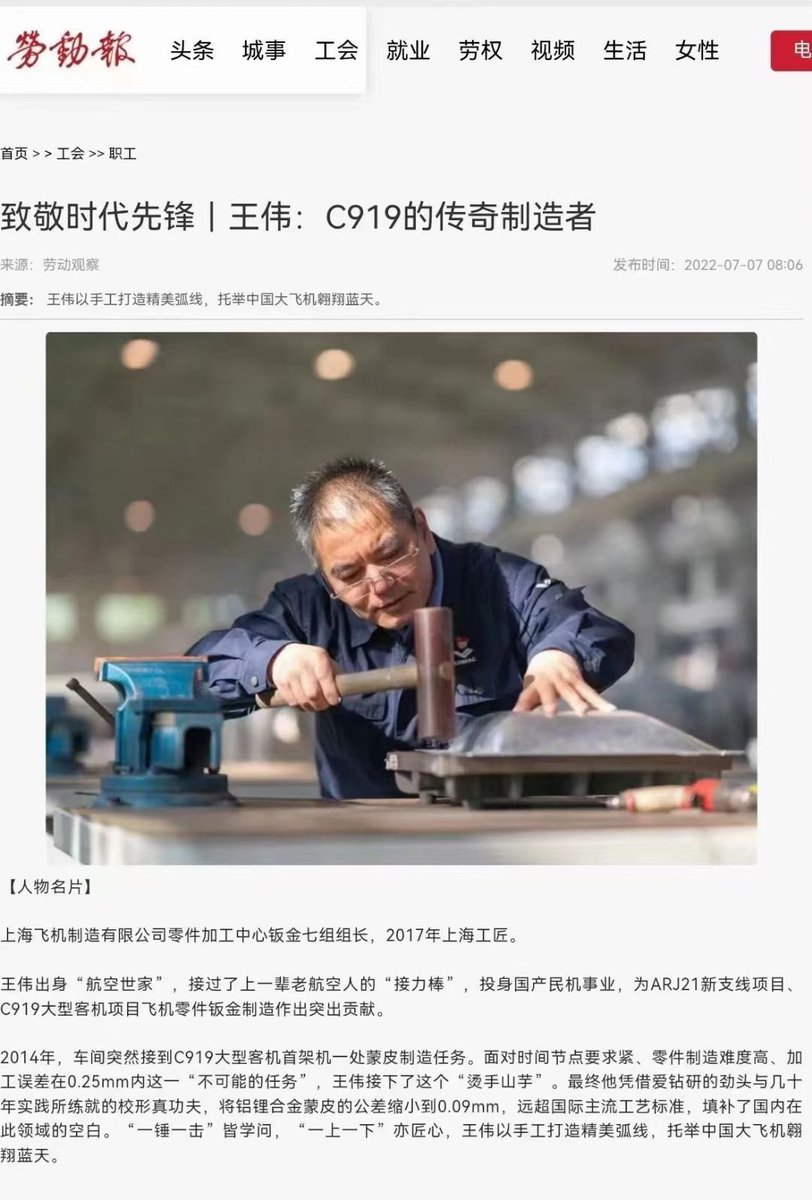 勞動報 头条 城事 工会 就业 劳权 视频 生活 女性 电
首页 > > 工会 >> 职工
致敬时代先锋｜王伟：C919的传奇制造者
来源：劳动观察 发布时间：2022-07-07 08:06
摘要： 王伟以手工打造精美弧线，托举中国大飞机翱翔蓝天。
COMAC
【人物名片】
上海飞机制造有限公司零件加工中心钣金七组组长，2017年上海工匠。
王伟出身“航空世家”，接过了上一辈老航空人的“接力棒”，投身国产民机事业，为ARJ21新支线项目、
C919大型客机项目飞机零件钣金制造作出突出贡献。
2014年，车间突然接到C919大型客机首架机一处蒙皮制造任务。面对时间节点要求紧、零件制造难度高、加
工误差在0.25mm内这一“不可能的任务”，王伟接下了这个“烫手山芋”。最终他凭借爱钻研的劲头与几十
年实践所练就的校形真功夫，将铝锂合金蒙皮的公差缩小到0.09mm，远超国际主流工艺标准，填补了国内在
此领域的空白。“一锤一击”皆学问，“一上一下”亦匠心，王伟以手工打造精美弧线，托举中国大飞机翱
翔蓝天。